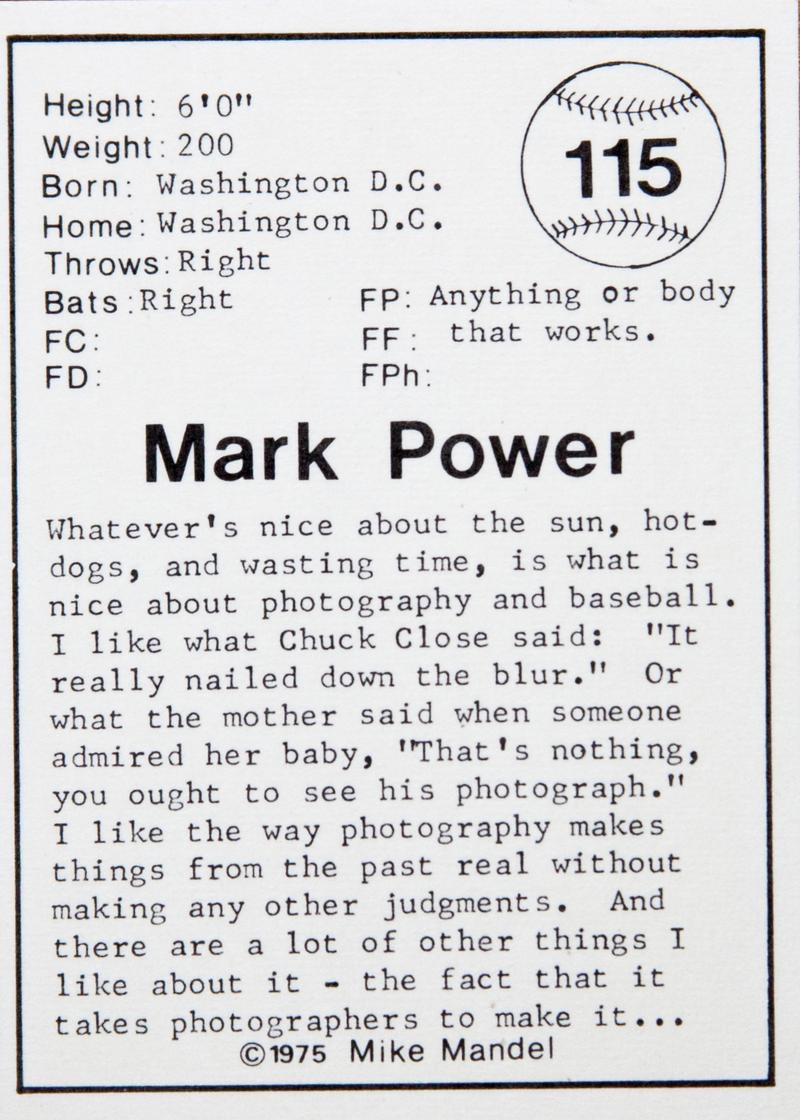 Height: 6'0"
115
Weight: 200
Born: Washington D.C.
Home: Washington D.C.
Throws: Right
Bats: Right FP: Anything or body
FC: FF: that works.
FD: FPh:
Mark Power
Whatever's nice about the sun, hot-
dogs, and wasting time, is what is
nice about photography and baseball.
I like what Chuck Close said: "It
really nailed down the blur." Or
what the mother said when someone
admired her baby, "That's nothing,
you ought to see his photograph."
I like the way photography makes
things from the past real without
making any other judgments. And
there are a lot of other things I
like about it - the fact that it
takes photographers to make it...
©1975 Mike Mandel